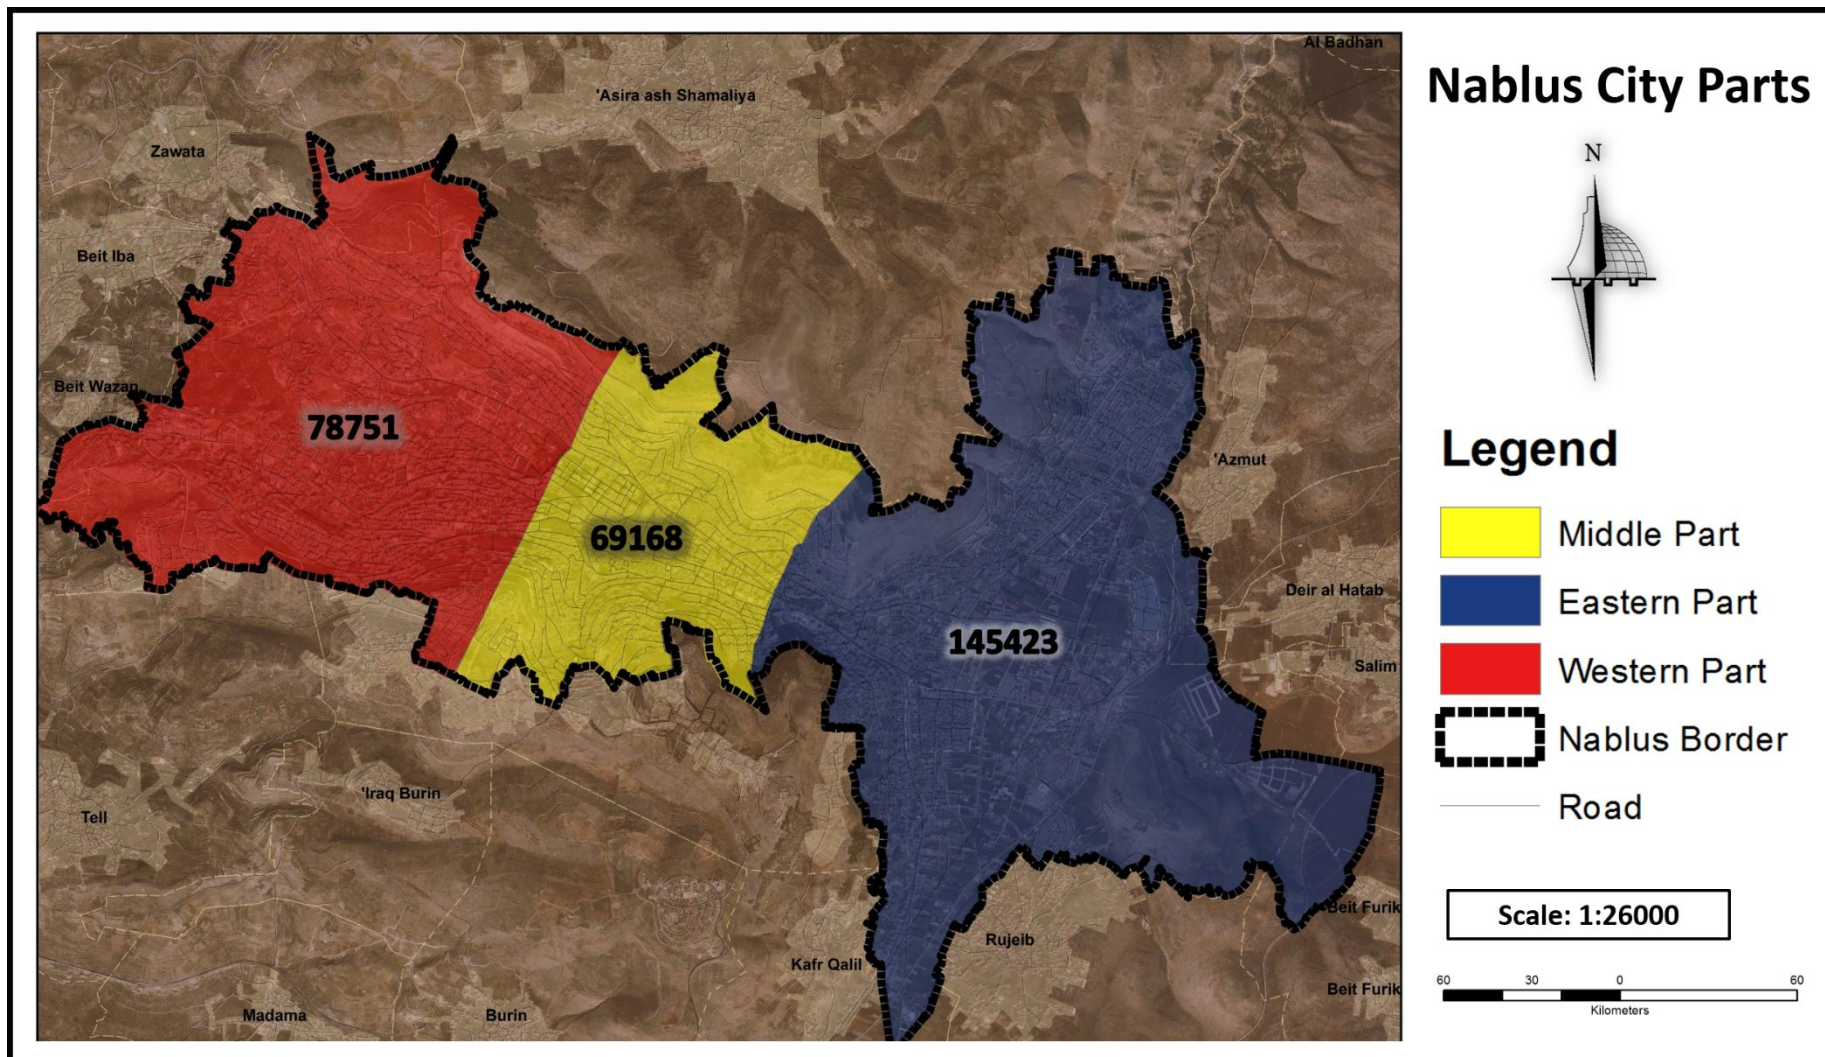 Al Badhan
'Asira ash Shamaliya
Zawata
Beit Iba
Beit Wazan
78751
'Azmut
69168
Deir al Hatab
145423
Salim
'Iraq Burin
Tell
Beit Furik
Rujeib
Kafr Qalil
Beit Furik
Madama
Burin
Nablus City Parts
N
Legend
Middle Part
Eastern Part
Western Part
Nablus Border
Road
Scale: 1:26000
60 30 0 60
Kilometers